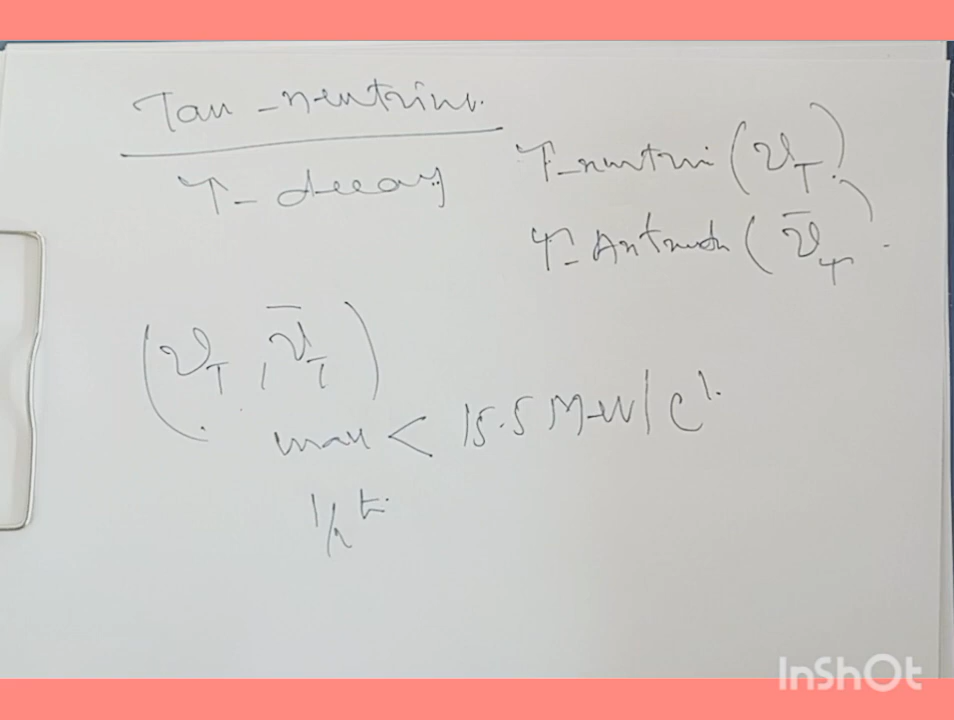 Tau-neutrino.
τ-decay
τ-neutrino (ν_τ)
τ-Antineutrino (ν̄_τ)
(ν_τ, ν̄_τ)
mass < 15.5 MeV/c².
1/2 ħ.
InShOt